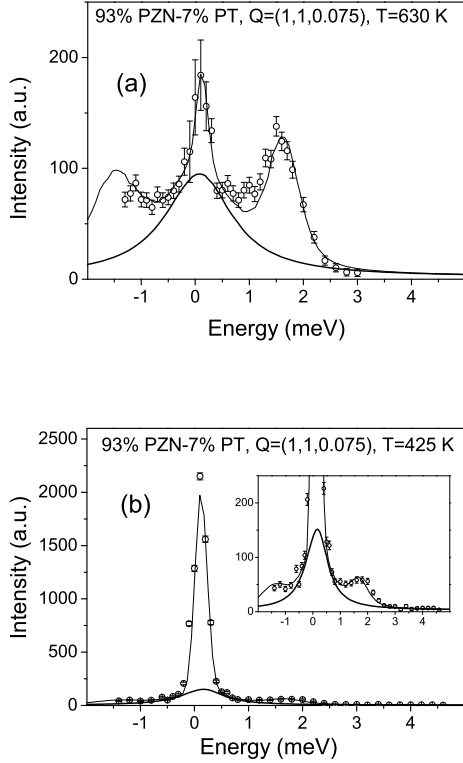 93% PZN-7% PT, Q=(1,1,0.075), T=630 K
(a)
Intensity (a.u.)
200
100
0
-1 0 1 2 3 4
Energy (meV)
93% PZN-7% PT, Q=(1,1,0.075), T=425 K
(b)
Intensity (a.u.)
2500
2000
1500
1000
500
0
200
100
0
-1 0 1 2 3 4
-1 0 1 2 3 4
Energy (meV)